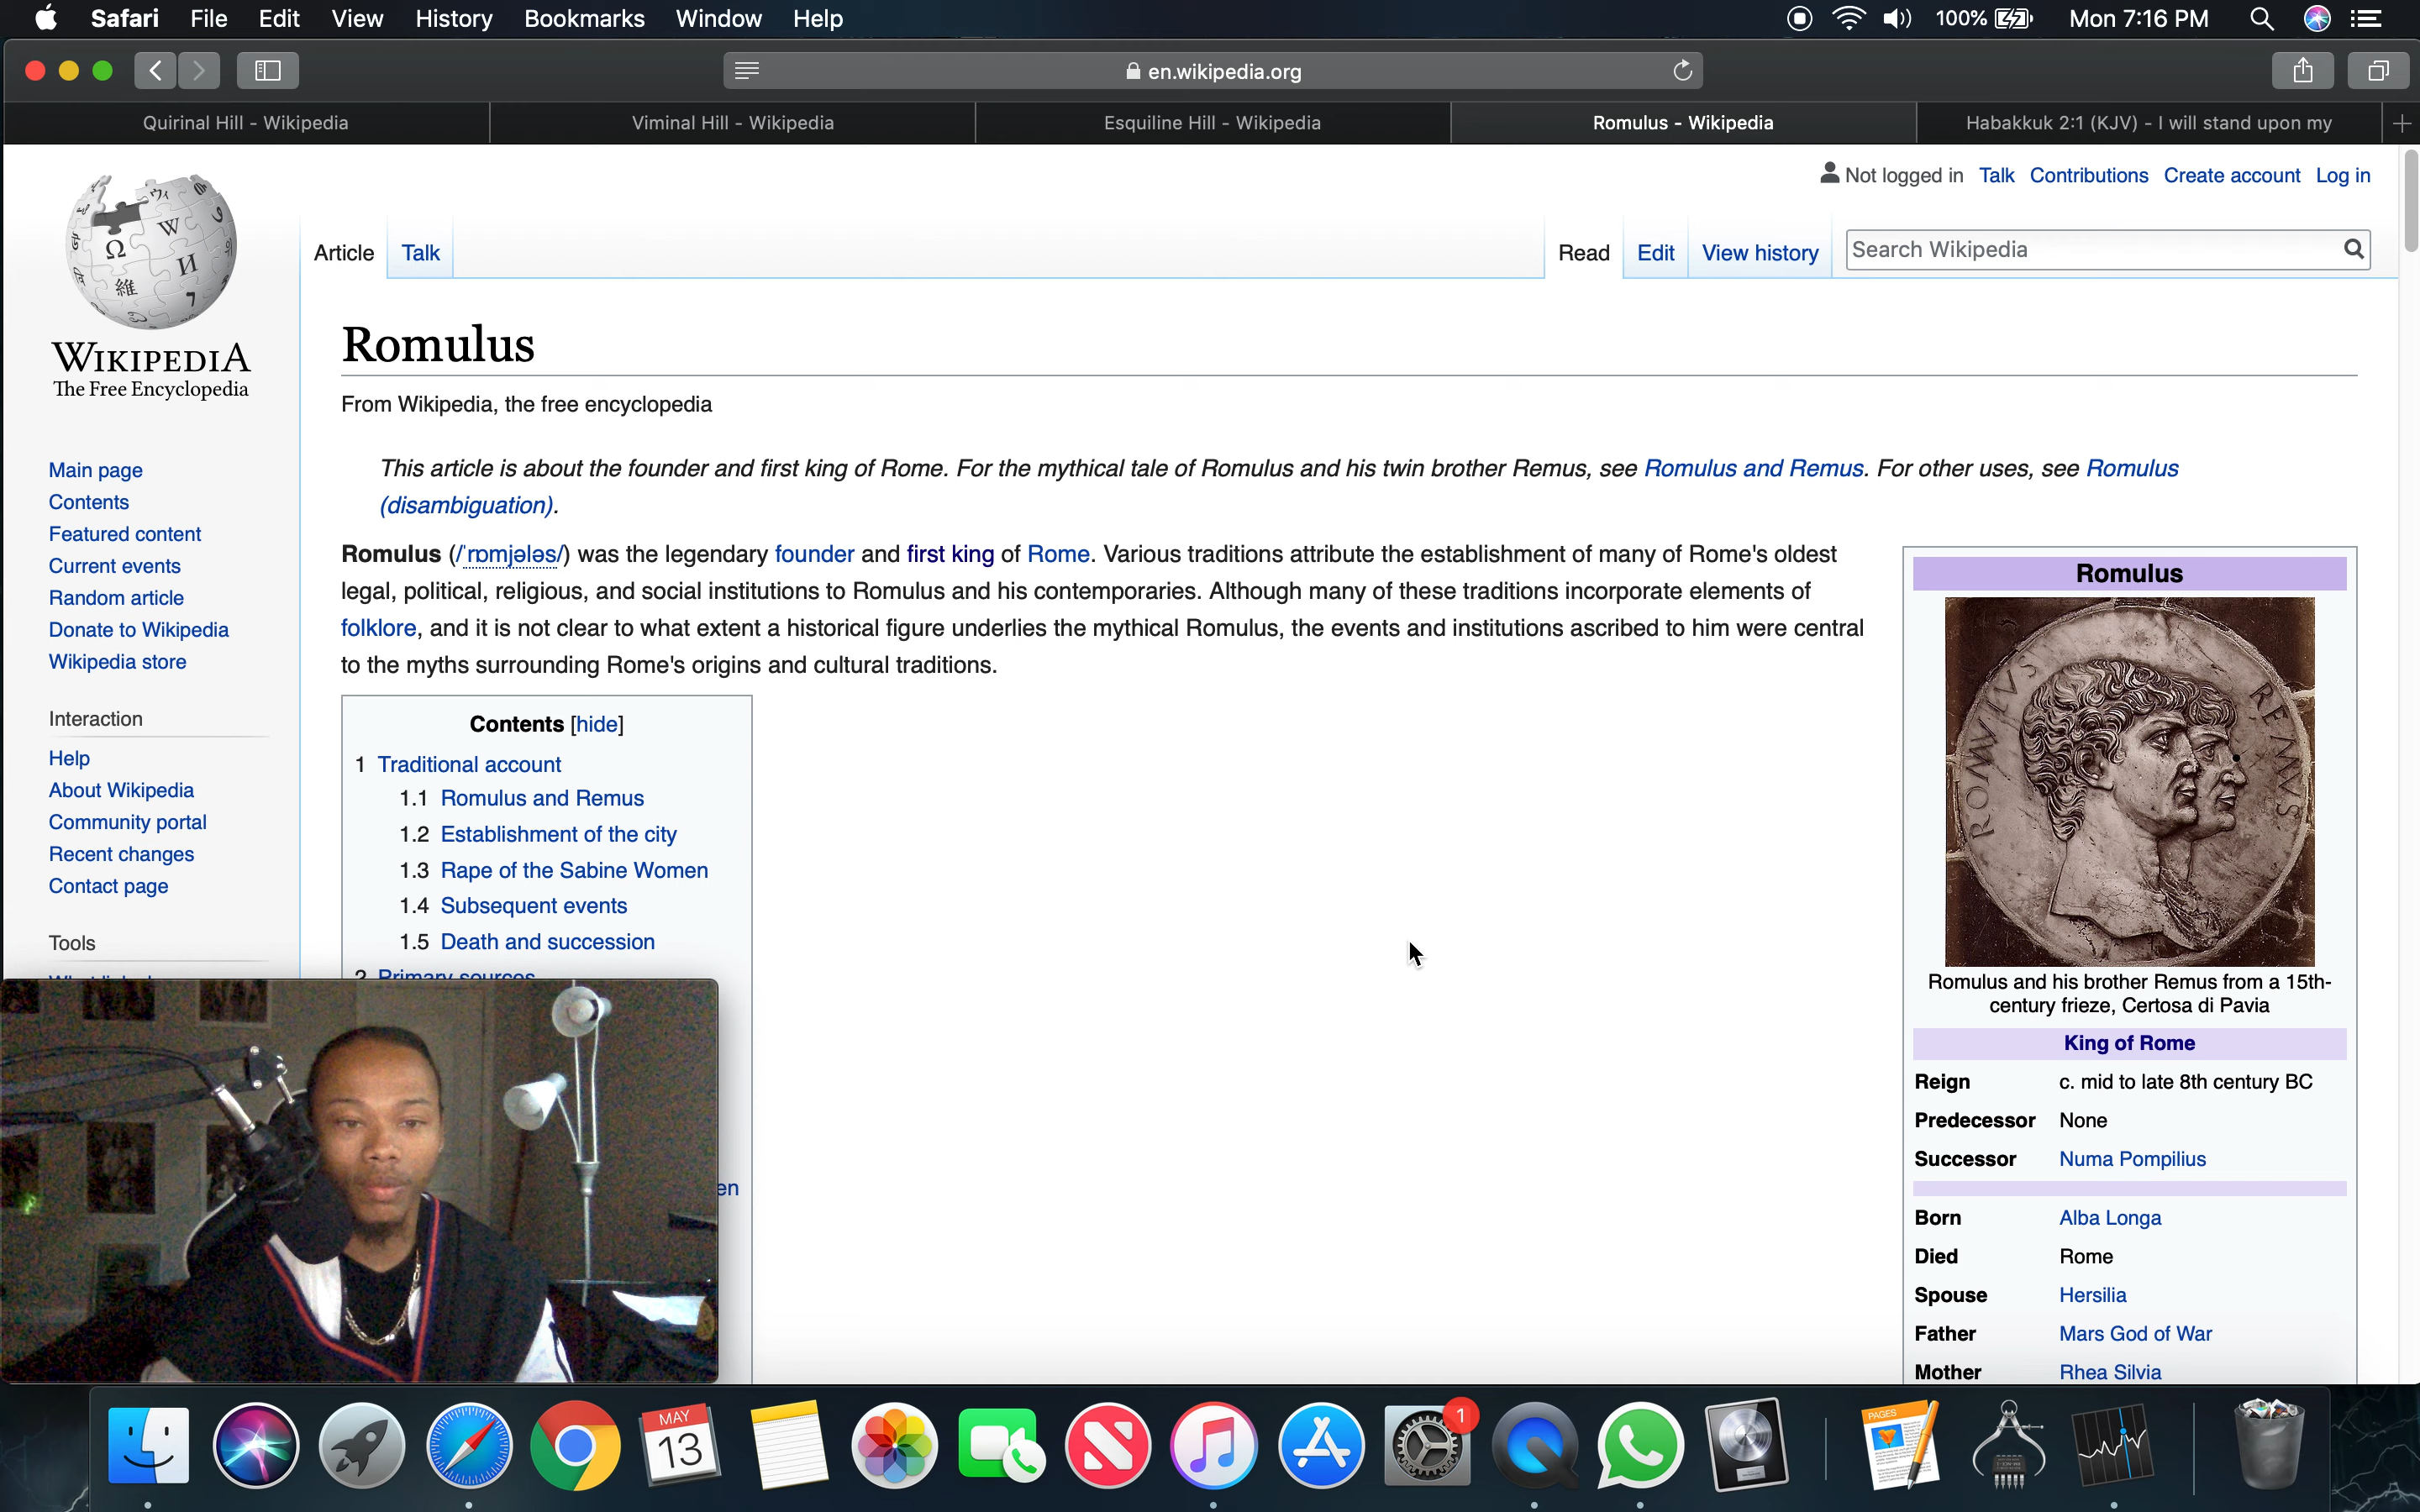 Safari File Edit View History Bookmarks Window Help 100% Mon 7:16 PM
en.wikipedia.org
Quirinal Hill - Wikipedia Viminal Hill - Wikipedia Esquiline Hill - Wikipedia Romulus - Wikipedia Habakkuk 2:1 (KJV) - I will stand upon my
Not logged in Talk Contributions Create account Log in
Article Talk Read Edit View history Search Wikipedia
WIKIPEDIA
The Free Encyclopedia
Main page
Contents
Featured content
Current events
Random article
Donate to Wikipedia
Wikipedia store
Interaction
Help
About Wikipedia
Community portal
Recent changes
Contact page
Tools
Romulus
From Wikipedia, the free encyclopedia
This article is about the founder and first king of Rome. For the mythical tale of Romulus and his twin brother Remus, see Romulus and Remus. For other uses, see Romulus
(disambiguation).
Romulus (/ˈrɒmjələs/) was the legendary founder and first king of Rome. Various traditions attribute the establishment of many of Rome's oldest
legal, political, religious, and social institutions to Romulus and his contemporaries. Although many of these traditions incorporate elements of
folklore, and it is not clear to what extent a historical figure underlies the mythical Romulus, the events and institutions ascribed to him were central
to the myths surrounding Rome's origins and cultural traditions.
Contents [hide]
1 Traditional account
1.1 Romulus and Remus
1.2 Establishment of the city
1.3 Rape of the Sabine Women
1.4 Subsequent events
1.5 Death and succession
2 Primary sources
en
Romulus
ROMVLVS REMVS
Romulus and his brother Remus from a 15th-
century frieze, Certosa di Pavia
King of Rome
Reign c. mid to late 8th century BC
Predecessor None
Successor Numa Pompilius
Born Alba Longa
Died Rome
Spouse Hersilia
Father Mars God of War
Mother Rhea Silvia
MAY
13
1
PAGES